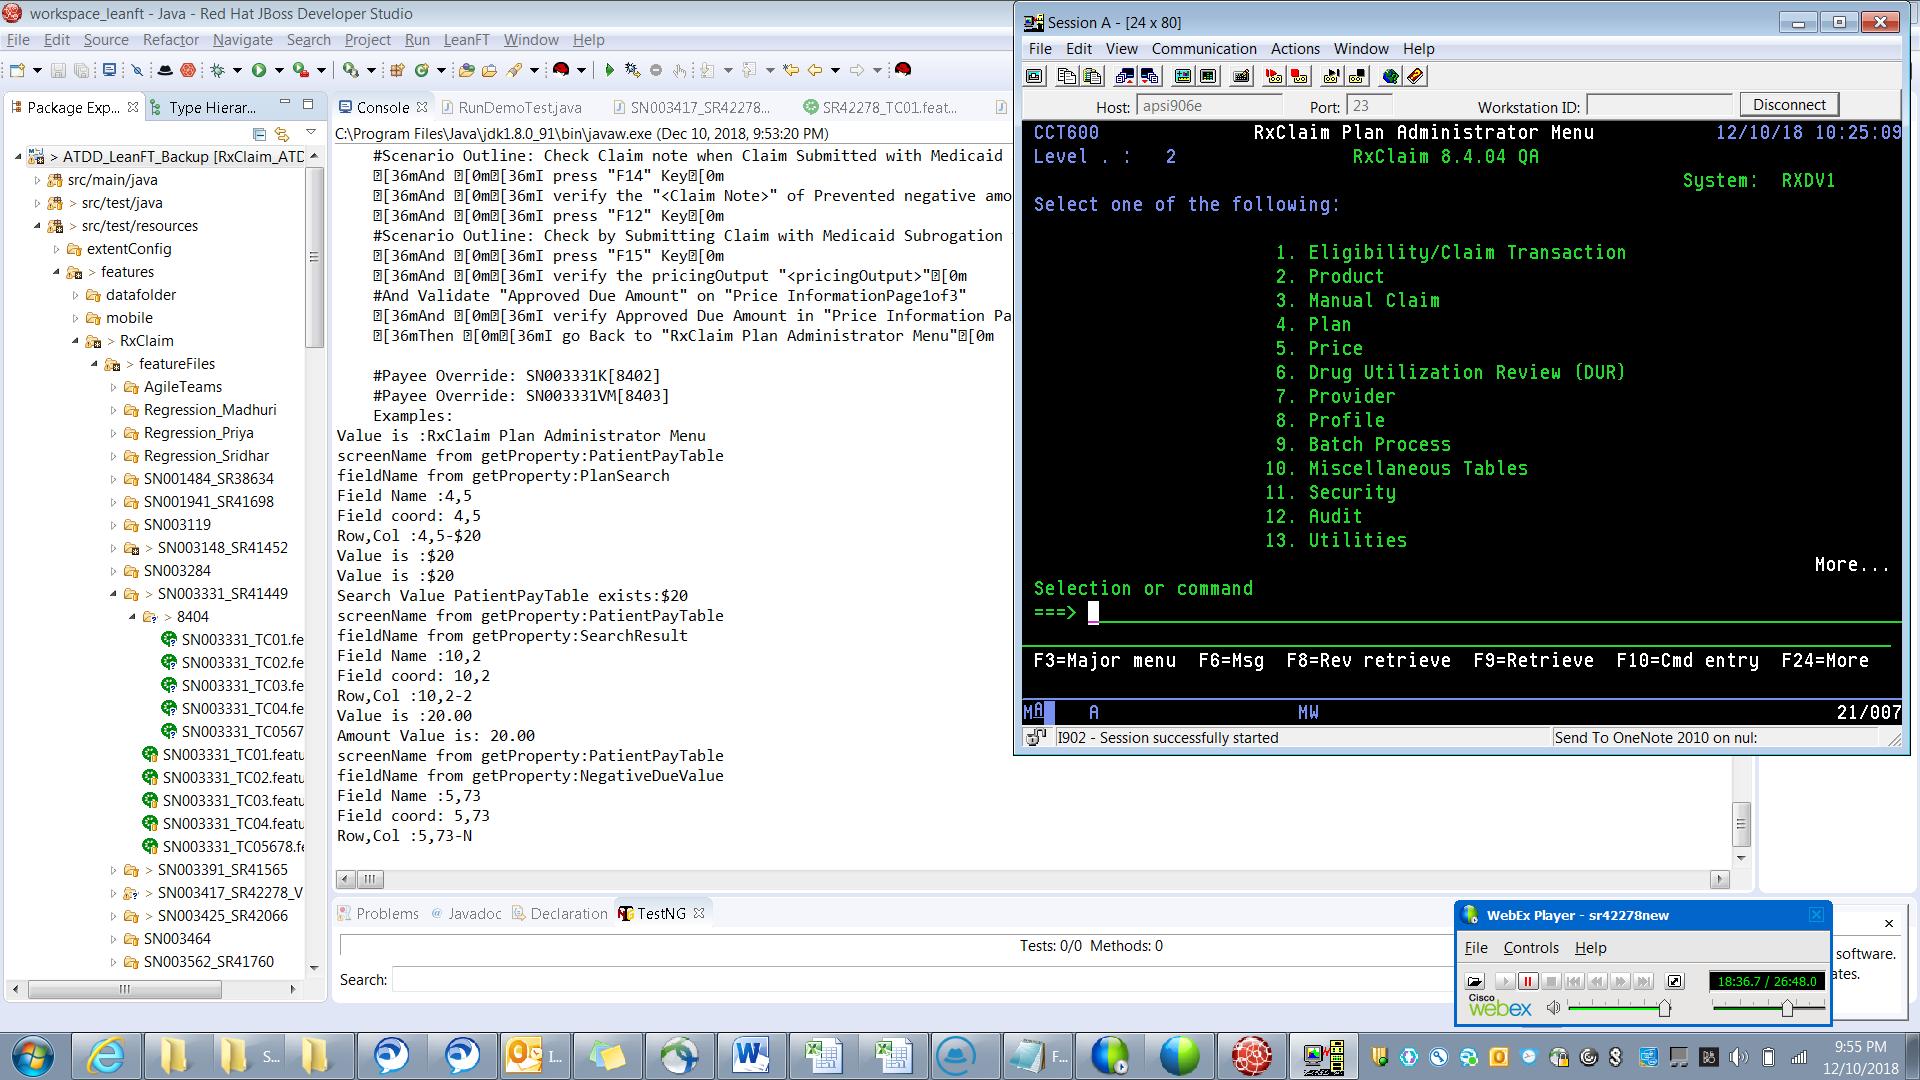 workspace_leanft - Java - Red Hat JBoss Developer Studio
File Edit Source Refactor Navigate Search Project Run LeanFT Window Help
Package Exp...
Type Hierar...
> ATDD_LeanFT_Backup [RxClaim_ATD
src/main/java
> src/test/java
> src/test/resources
extentConfig
> features
datafolder
mobile
> RxClaim
> featureFiles
AgileTeams
Regression_Madhuri
Regression_Priya
Regression_Sridhar
SN001484_SR38634
SN001941_SR41698
SN003119
> SN003148_SR41452
SN003284
> SN003331_SR41449
> 8404
SN003331_TC01.fe
SN003331_TC02.fe
SN003331_TC03.fe
SN003331_TC04.fe
SN003331_TC0567
SN003331_TC01.featu
SN003331_TC02.featu
SN003331_TC03.featu
SN003331_TC04.featu
SN003331_TC05678.fe
> SN003391_SR41565
> SN003417_SR42278_V
> SN003425_SR42066
SN003464
SN003562_SR41760
Console
RunDemoTest.java
SN003417_SR42278...
SR42278_TC01.feat...
C:\Program Files\Java\jdk1.8.0_91\bin\javaw.exe (Dec 10, 2018, 9:53:20 PM)
#Scenario Outline: Check Claim note when Claim Submitted with Medicaid
[36mAnd [0m[36mI press "F14" Key[0m
[36mAnd [0m[36mI verify the "<Claim Note>" of Prevented negative amo
[36mAnd [0m[36mI press "F12" Key[0m
#Scenario Outline: Check by Submitting Claim with Medicaid Subrogation
[36mAnd [0m[36mI press "F15" Key[0m
[36mAnd [0m[36mI verify the pricingOutput "<pricingOutput>"[0m
#And Validate "Approved Due Amount" on "Price InformationPage1of3"
[36mAnd [0m[36mI verify Approved Due Amount in "Price Information Pa
[36mThen [0m[36mI go Back to "RxClaim Plan Administrator Menu"[0m
#Payee Override: SN003331K[8402]
#Payee Override: SN003331VM[8403]
Examples:
Value is :RxClaim Plan Administrator Menu
screenName from getProperty:PatientPayTable
fieldName from getProperty:PlanSearch
Field Name :4,5
Field coord: 4,5
Row,Col :4,5-$20
Value is :$20
Value is :$20
Search Value PatientPayTable exists:$20
screenName from getProperty:PatientPayTable
fieldName from getProperty:SearchResult
Field Name :10,2
Field coord: 10,2
Row,Col :10,2-2
Value is :20.00
Amount Value is: 20.00
screenName from getProperty:PatientPayTable
fieldName from getProperty:NegativeDueValue
Field Name :5,73
Field coord: 5,73
Row,Col :5,73-N
Problems @ Javadoc Declaration TestNG
Tests: 0/0 Methods: 0
Search:
Session A - [24 x 80]
File Edit View Communication Actions Window Help
Host: apsi906e Port: 23 Workstation ID: Disconnect
CCT600 RxClaim Plan Administrator Menu 12/10/18 10:25:09
Level . : 2 RxClaim 8.4.04 QA
System: RXDV1
Select one of the following:
1. Eligibility/Claim Transaction
2. Product
3. Manual Claim
4. Plan
5. Price
6. Drug Utilization Review (DUR)
7. Provider
8. Profile
9. Batch Process
10. Miscellaneous Tables
11. Security
12. Audit
13. Utilities
More...
Selection or command
===>
F3=Major menu F6=Msg F8=Rev retrieve F9=Retrieve F10=Cmd entry F24=More
MA A MW 21/007
I902 - Session successfully started
Send To OneNote 2010 on nul:
WebEx Player - sr42278new
File Controls Help
18:36.7 / 26:48.0
Cisco webex
software.
ates.
S...
I...
F...
9:55 PM
12/10/2018